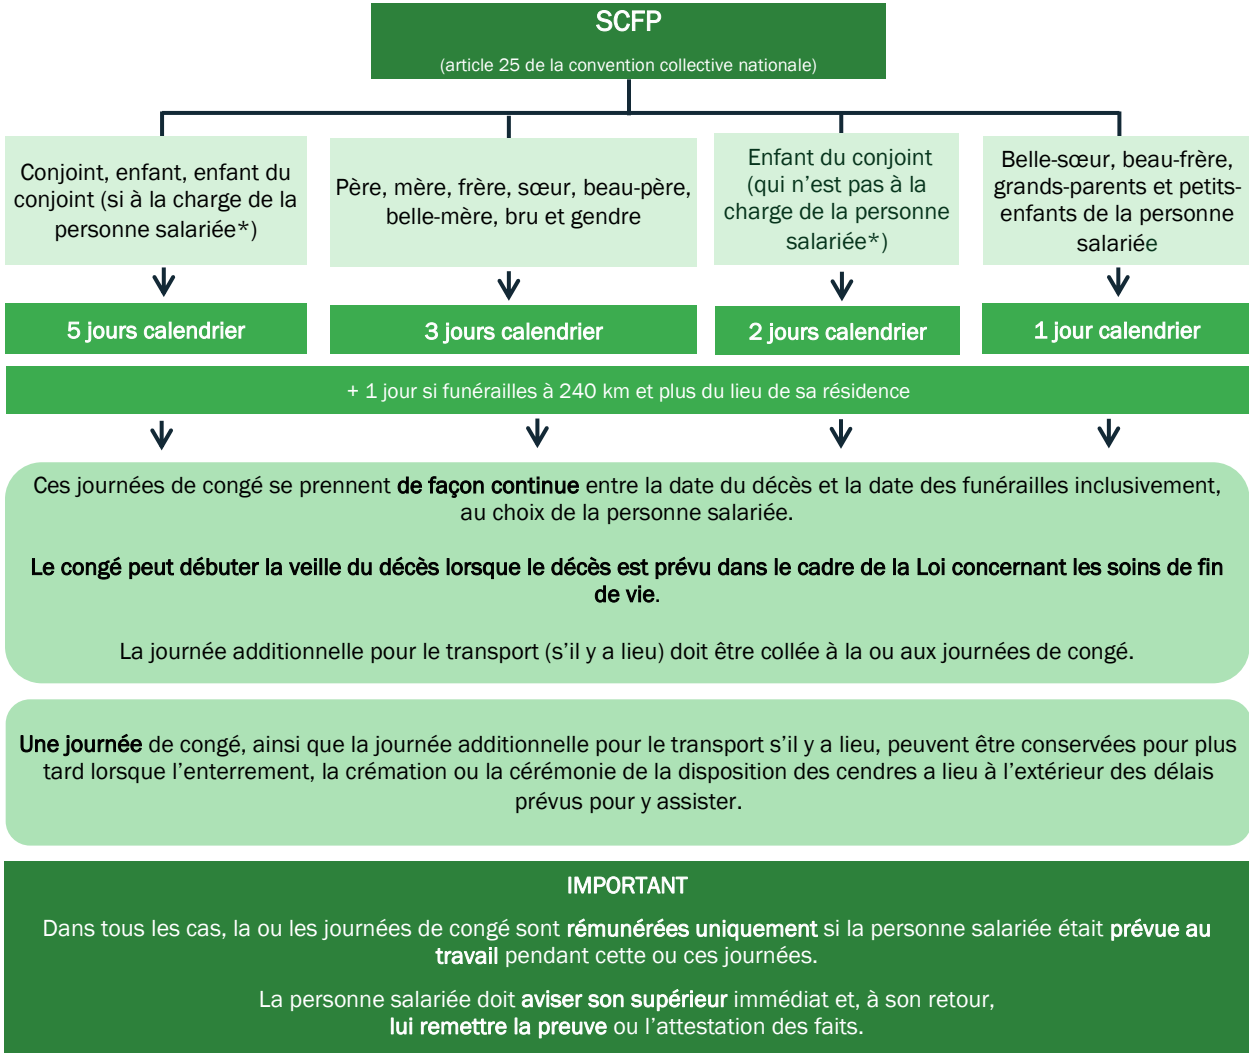 SCFP
(article 25 de la convention collective nationale)
Conjoint, enfant, enfant du
conjoint (si à la charge de la
personne salariée*)
Père, mère, frère, sœur, beau-père,
belle-mère, bru et gendre
Enfant du conjoint
(qui n’est pas à la
charge de la personne
salariée*)
Belle-sœur, beau-frère,
grands-parents et petits-
enfants de la personne
salariée
5 jours calendrier
3 jours calendrier
2 jours calendrier
1 jour calendrier
+ 1 jour si funérailles à 240 km et plus du lieu de sa résidence
Ces journées de congé se prennent de façon continue entre la date du décès et la date des funérailles inclusivement,
au choix de la personne salariée.
Le congé peut débuter la veille du décès lorsque le décès est prévu dans le cadre de la Loi concernant les soins de fin
de vie.
La journée additionnelle pour le transport (s’il y a lieu) doit être collée à la ou aux journées de congé.
Une journée de congé, ainsi que la journée additionnelle pour le transport s’il y a lieu, peuvent être conservées pour plus
tard lorsque l’enterrement, la crémation ou la cérémonie de la disposition des cendres a lieu à l’extérieur des délais
prévus pour y assister.
IMPORTANT
Dans tous les cas, la ou les journées de congé sont rémunérées uniquement si la personne salariée était prévue au
travail pendant cette ou ces journées.
La personne salariée doit aviser son supérieur immédiat et, à son retour,
lui remettre la preuve ou l’attestation des faits.